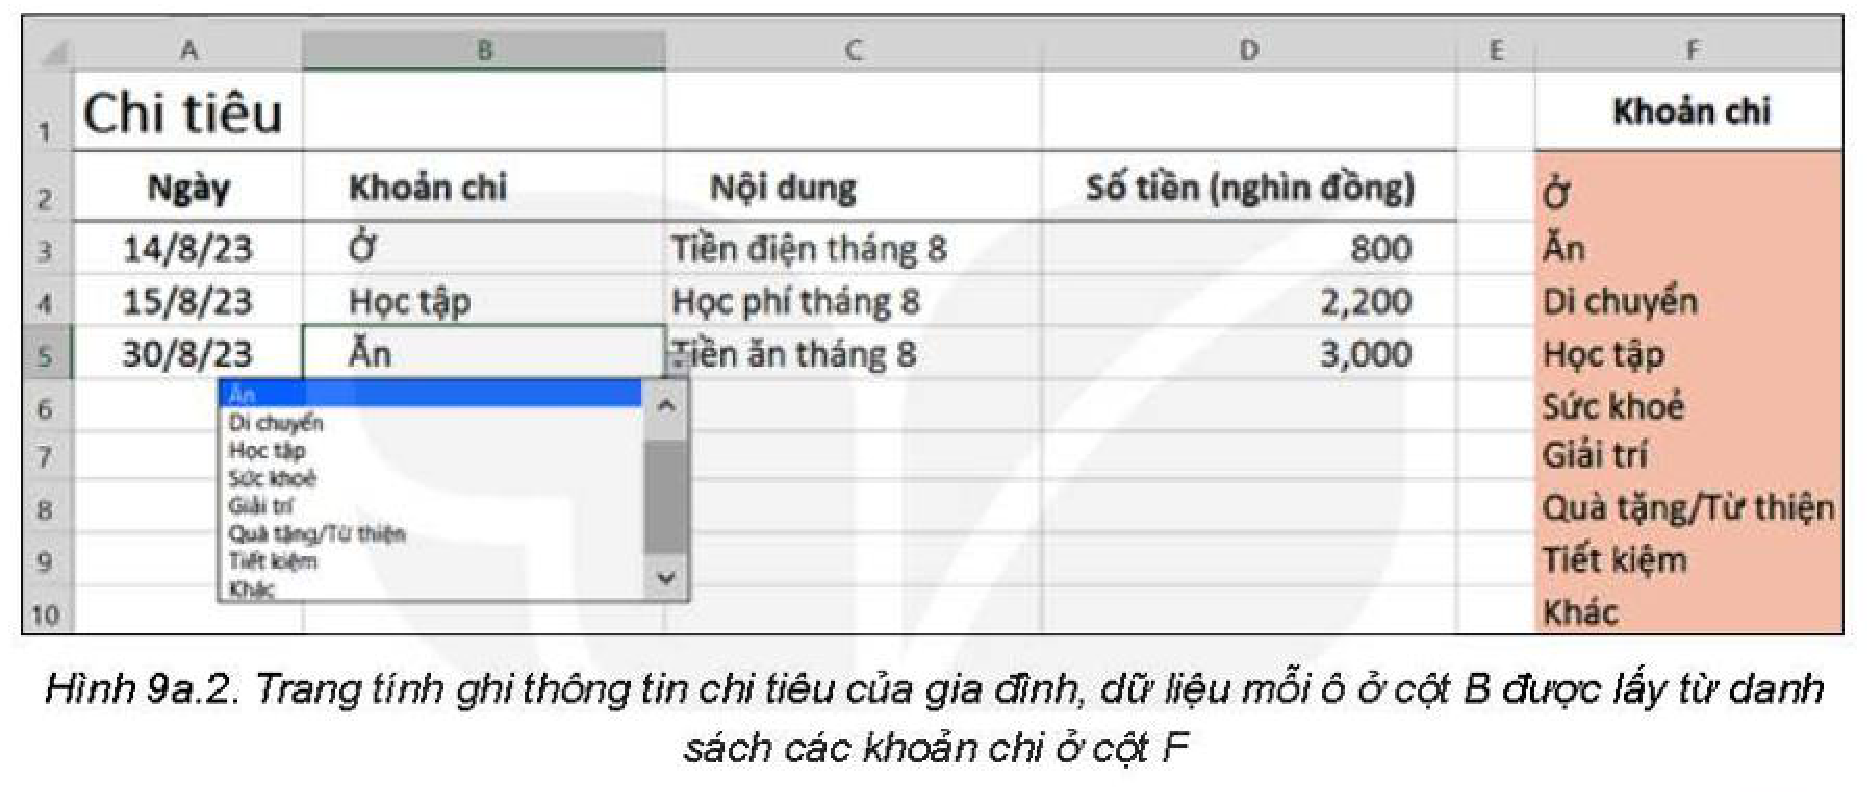 A B C D E F
1 Chi tiêu Khoản chi
2 Ngày Khoản chi Nội dung Số tiền (nghìn đồng) Ở
3 14/8/23 Ở Tiền điện tháng 8 800 Ăn
4 15/8/23 Học tập Học phí tháng 8 2,200 Di chuyển
5 30/8/23 Ăn Tiền ăn tháng 8 3,000 Học tập
6 Sức khoẻ
7 Giải trí
8 Quà tặng/Từ thiện
9 Tiết kiệm
10 Khác
Ăn
Di chuyển
Học tập
Sức khoẻ
Giải trí
Quà tặng/Từ thiện
Tiết kiệm
Khác
Hình 9a.2. Trang tính ghi thông tin chi tiêu của gia đình, dữ liệu mỗi ô ở cột B được lấy từ danh
sách các khoản chi ở cột F